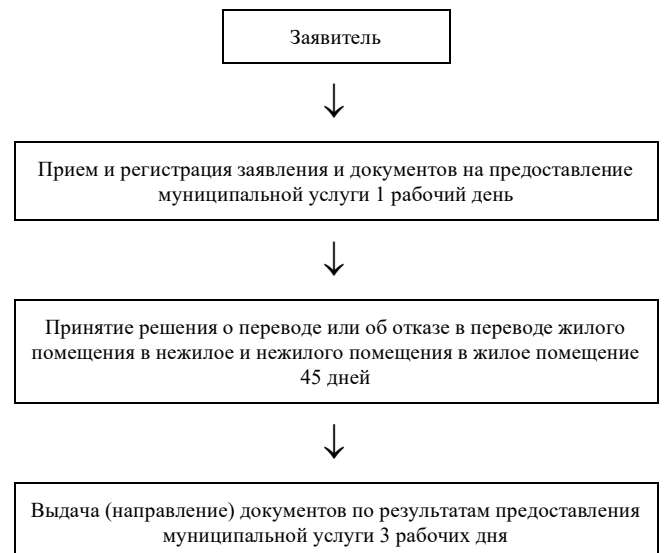 Заявитель
Прием и регистрация заявления и документов на предоставление
муниципальной услуги 1 рабочий день
Принятие решения о переводе или об отказе в переводе жилого
помещения в нежилое и нежилого помещения в жилое помещение
45 дней
Выдача (направление) документов по результатам предоставления
муниципальной услуги 3 рабочих дня